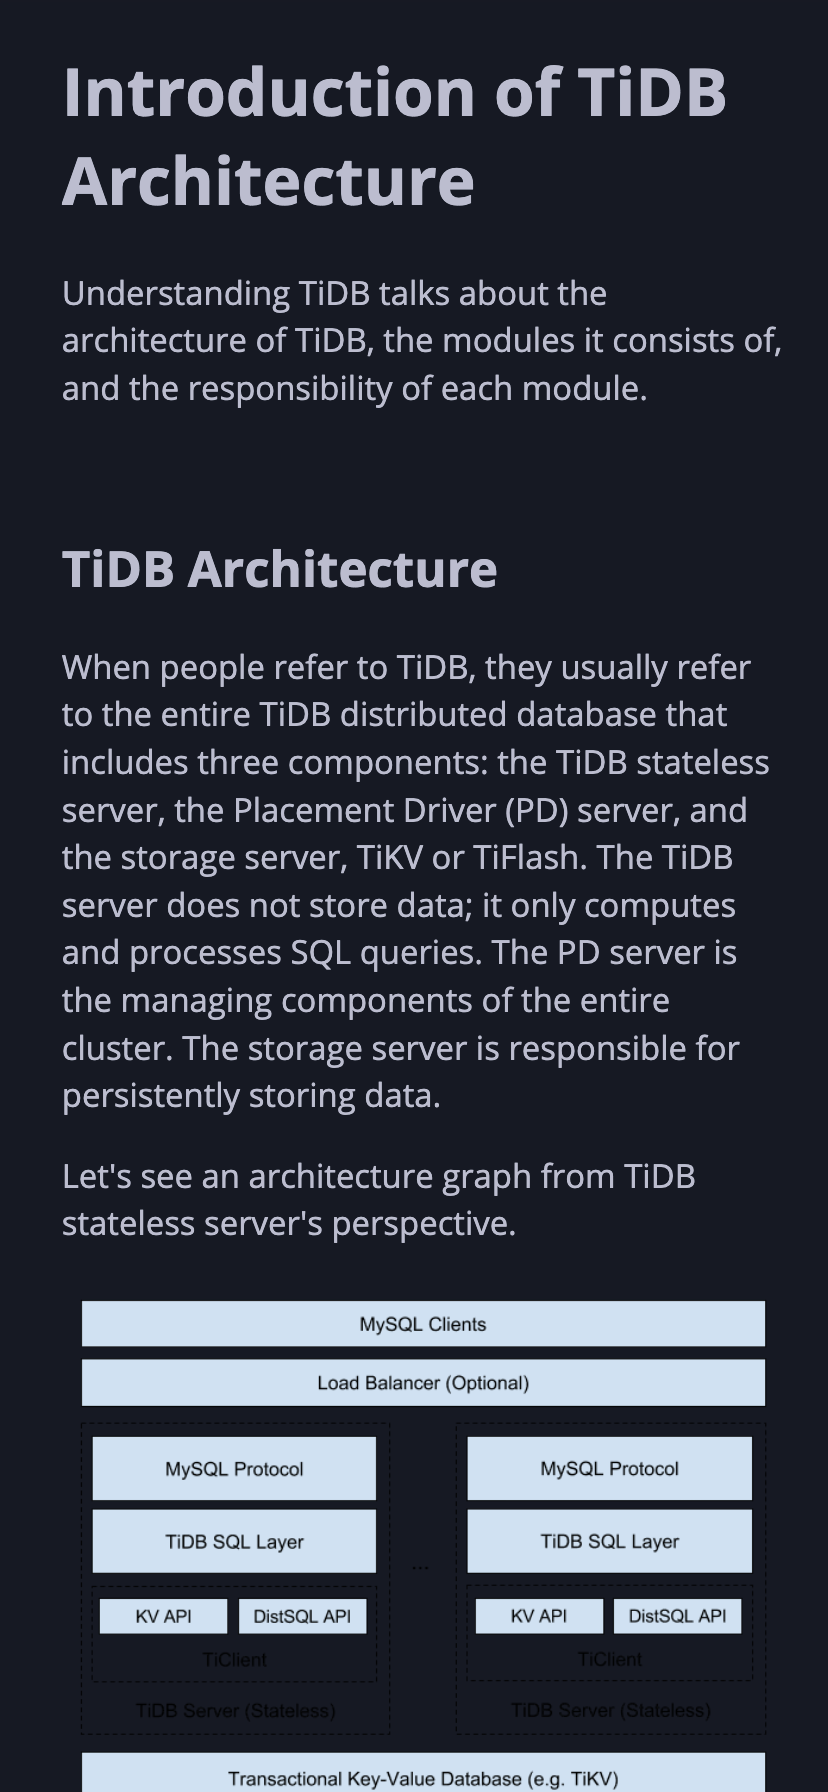 Introduction of TiDB
Architecture
Understanding TiDB talks about the
architecture of TiDB, the modules it consists of,
and the responsibility of each module.
TiDB Architecture
When people refer to TiDB, they usually refer
to the entire TiDB distributed database that
includes three components: the TiDB stateless
server, the Placement Driver (PD) server, and
the storage server, TiKV or TiFlash. The TiDB
server does not store data; it only computes
and processes SQL queries. The PD server is
the managing components of the entire
cluster. The storage server is responsible for
persistently storing data.
Let's see an architecture graph from TiDB
stateless server's perspective.
MySQL Clients
Load Balancer (Optional)
MySQL Protocol
TiDB SQL Layer
KV API
DistSQL API
TiClient
TiDB Server (Stateless)
...
MySQL Protocol
TiDB SQL Layer
KV API
DistSQL API
TiClient
TiDB Server (Stateless)
Transactional Key-Value Database (e.g. TiKV)